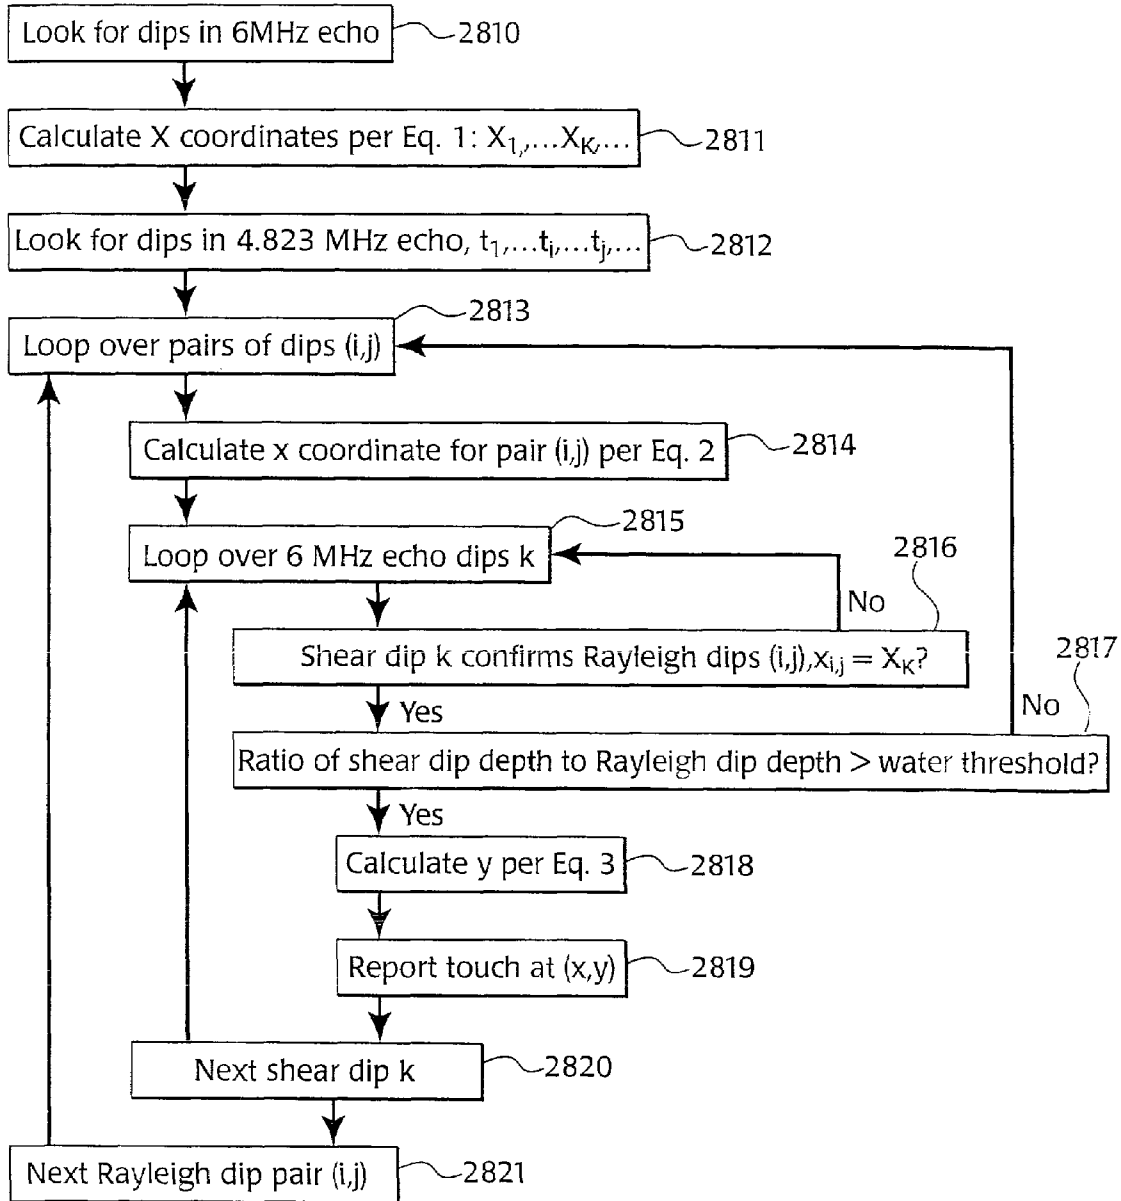 Look for dips in 6MHz echo
2810
Calculate X coordinates per Eq. 1: X₁,,...X_K,...
2811
Look for dips in 4.823 MHz echo, t₁,...tᵢ,...tⱼ,...
2812
2813
Loop over pairs of dips (i,j)
Calculate x coordinate for pair (i,j) per Eq. 2
2814
2815
Loop over 6 MHz echo dips k
2816
No
Shear dip k confirms Rayleigh dips (i,j),x_i,j = X_K?
2817
Yes
No
Ratio of shear dip depth to Rayleigh dip depth > water threshold?
Yes
Calculate y per Eq. 3
2818
Report touch at (x,y)
2819
Next shear dip k
2820
Next Rayleigh dip pair (i,j)
2821